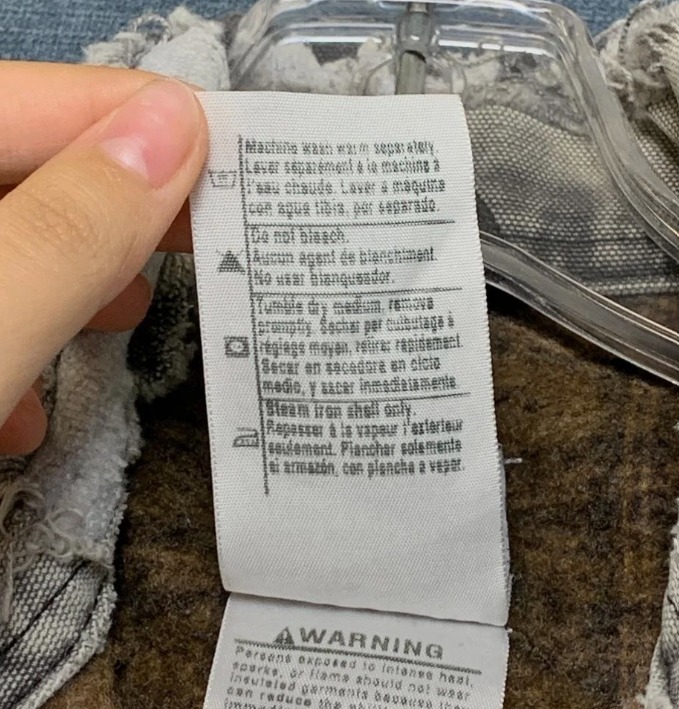 Machine wash warm separately.
Laver séparément à la machine à
l'eau chaude. Lavar a maquina
con agua tibia, por separado.
Do not bleach.
Aucun agent de blanchiment.
No usar blanqueador.
Tumble dry medium, remove
promptly. Sechar par culbutage à
réglage moyen, retirer rapidement.
Secar en secadora en ciclo
medio, y sacar inmediatamente.
Steam iron shell only.
Repasser à la vapeur l'extérieur
seulement. Planchar solamente
el armazón, con plancha a vapor.
WARNING
Persons exposed to intense heat,
sparks, or flame should not wear
insulated garments because they
can reduce the